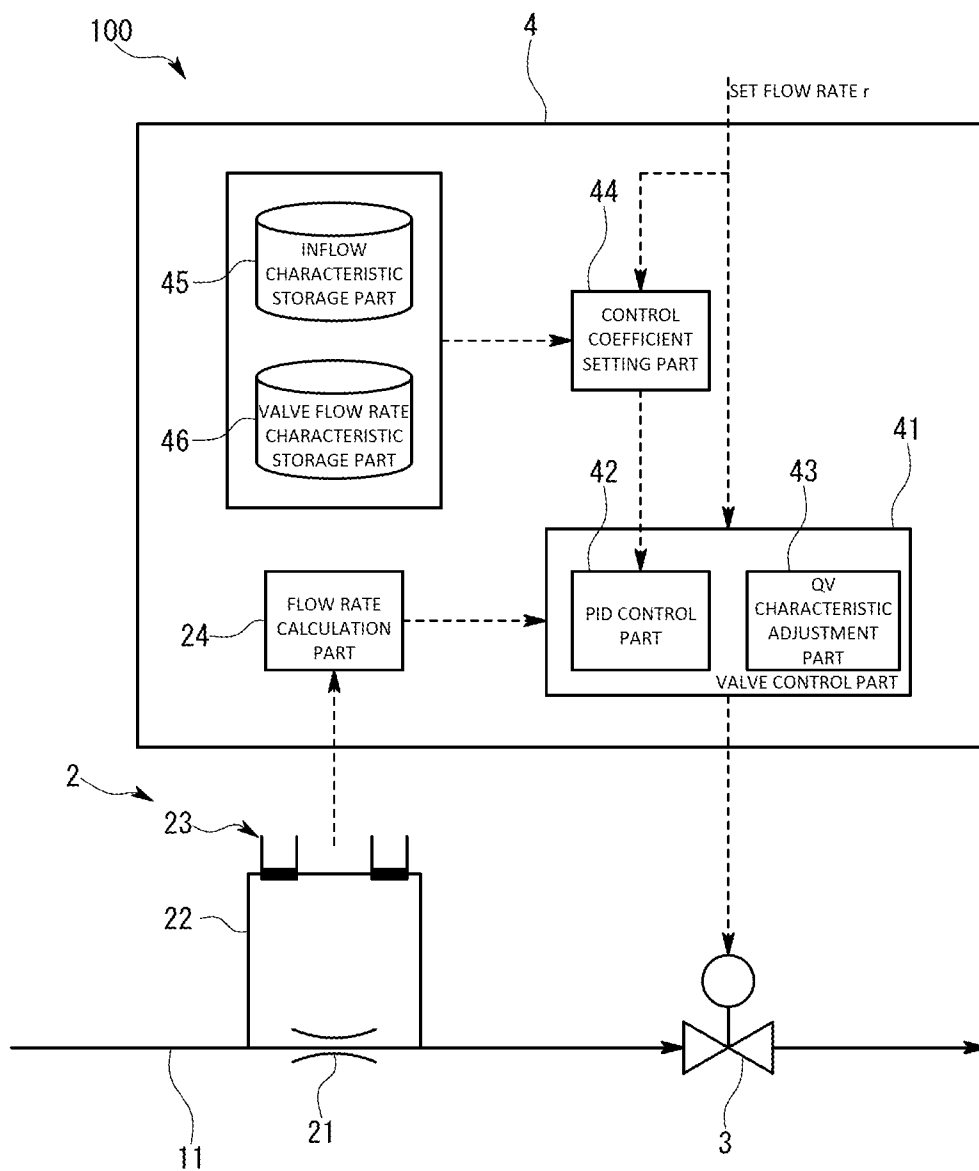 100
4
SET FLOW RATE r
44
45
INFLOW
CHARACTERISTIC
STORAGE PART
CONTROL
COEFFICIENT
SETTING PART
46
VALVE FLOW RATE
CHARACTERISTIC
STORAGE PART
42
43
41
24
FLOW RATE
CALCULATION
PART
PID CONTROL
PART
QV
CHARACTERISTIC
ADJUSTMENT
PART
VALVE CONTROL PART
2
23
22
21
11
3